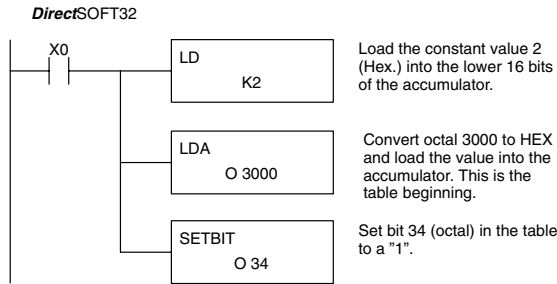 DirectSOFT32
X0
LD
K2
Load the constant value 2
(Hex.) into the lower 16 bits
of the accumulator.
LDA
O 3000
Convert octal 3000 to HEX
and load the value into the
accumulator. This is the
table beginning.
SETBIT
O 34
Set bit 34 (octal) in the table
to a ”1”.